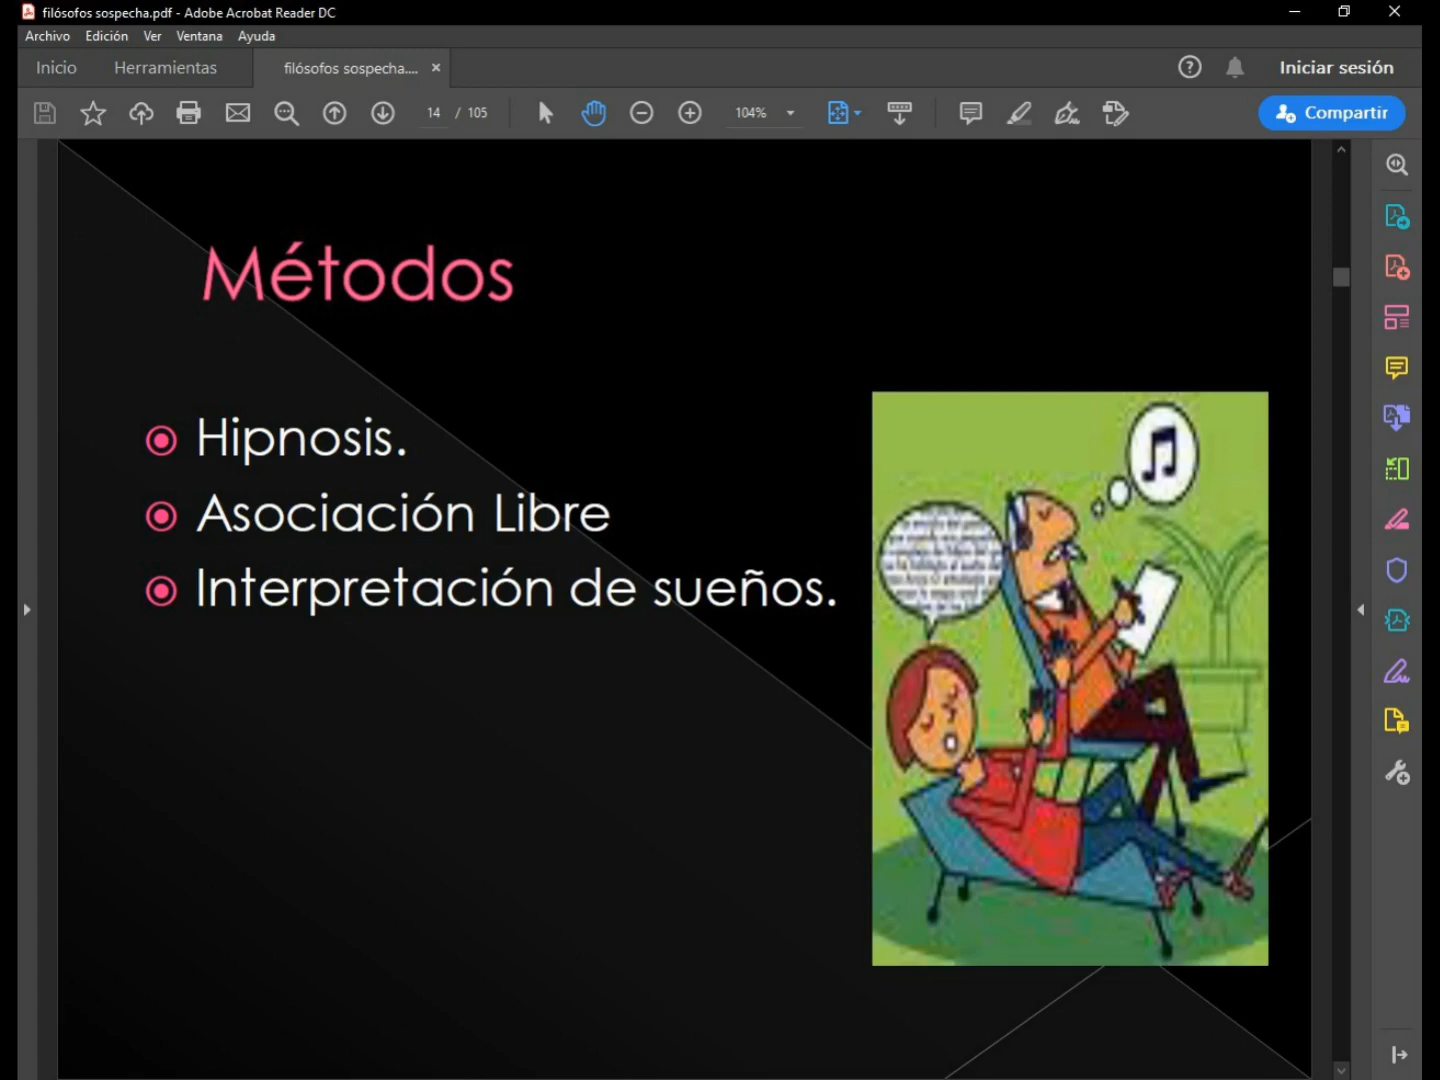 filósofos sospecha.pdf - Adobe Acrobat Reader DC
Archivo Edición Ver Ventana Ayuda
Inicio Herramientas filósofos sospecha.... × Iniciar sesión
14 / 105 104% Compartir
Métodos
Hipnosis.
Asociación Libre
Interpretación de sueños.